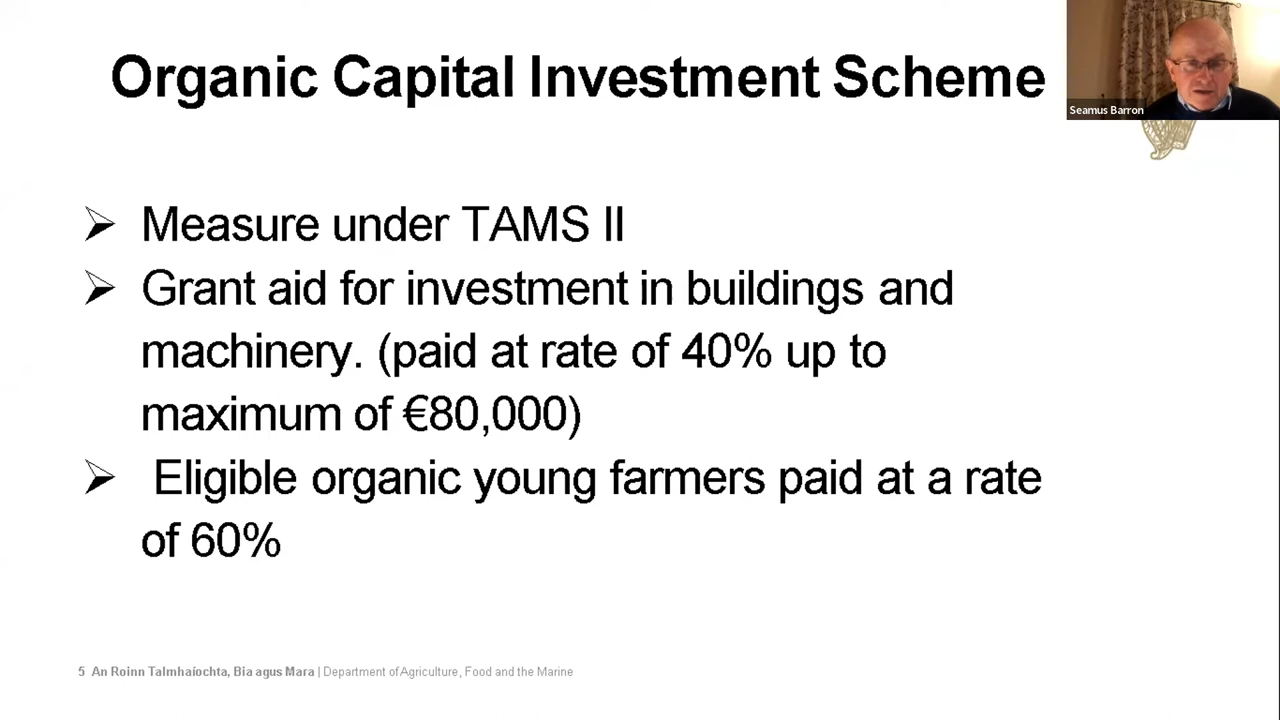 Organic Capital Investment Scheme
Seamus Barron
➢ Measure under TAMS II
➢ Grant aid for investment in buildings and
machinery. (paid at rate of 40% up to
maximum of €80,000)
➢ Eligible organic young farmers paid at a rate
of 60%
5 An Roinn Talmhaíochta, Bia agus Mara | Department of Agriculture, Food and the Marine